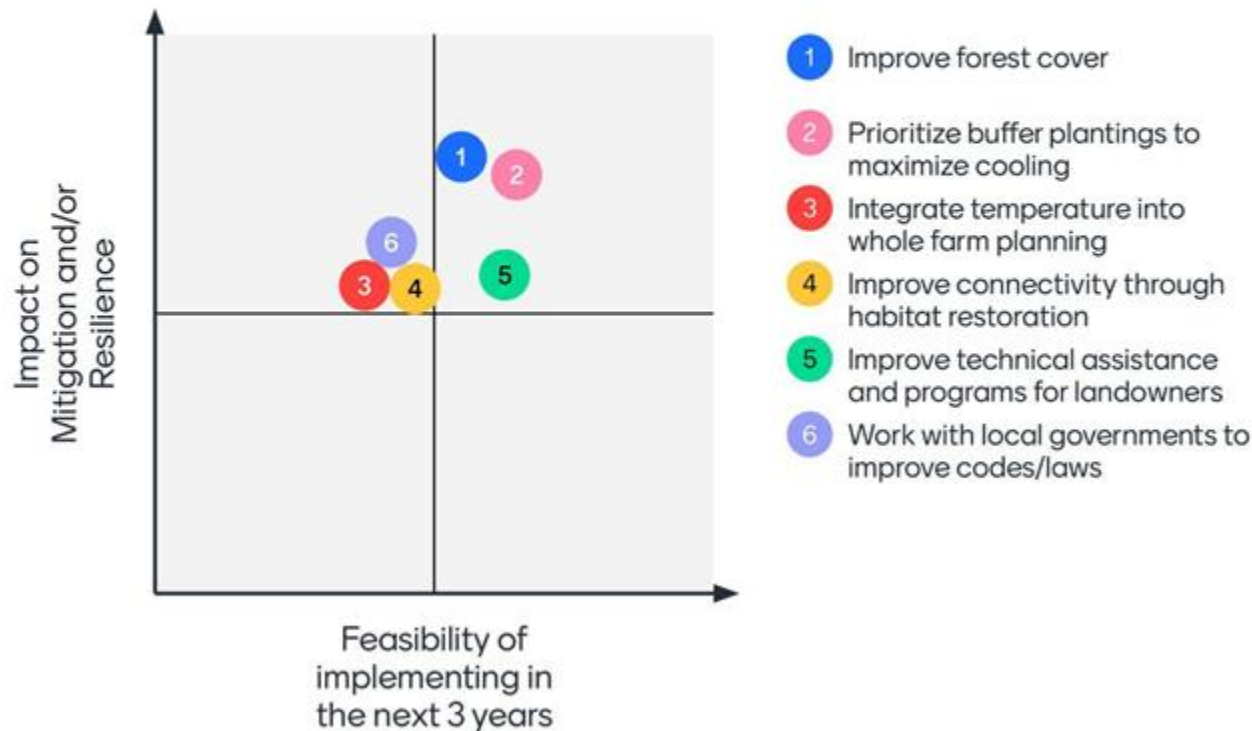 Impact on
Mitigation and/or
Resilience
1
2
6
3
4
5
Feasibility of
implementing in
the next 3 years
1 Improve forest cover
2 Prioritize buffer plantings to
maximize cooling
3 Integrate temperature into
whole farm planning
4 Improve connectivity through
habitat restoration
5 Improve technical assistance
and programs for landowners
6 Work with local governments to
improve codes/laws